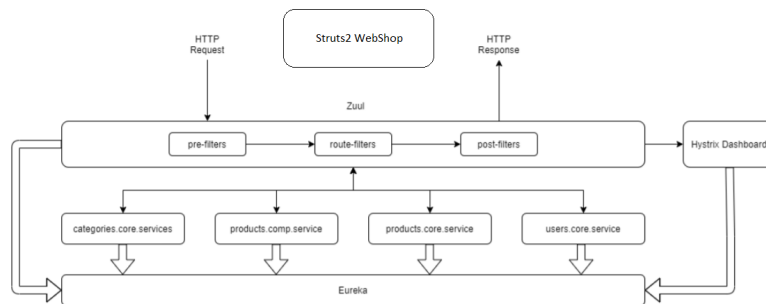 HTTP
Request
Struts2 WebShop
HTTP
Response
Zuul
pre-filters
route-filters
post-filters
Hystrix Dashboard
categories.core.services
products.comp.service
products.core.service
users.core.service
Eureka